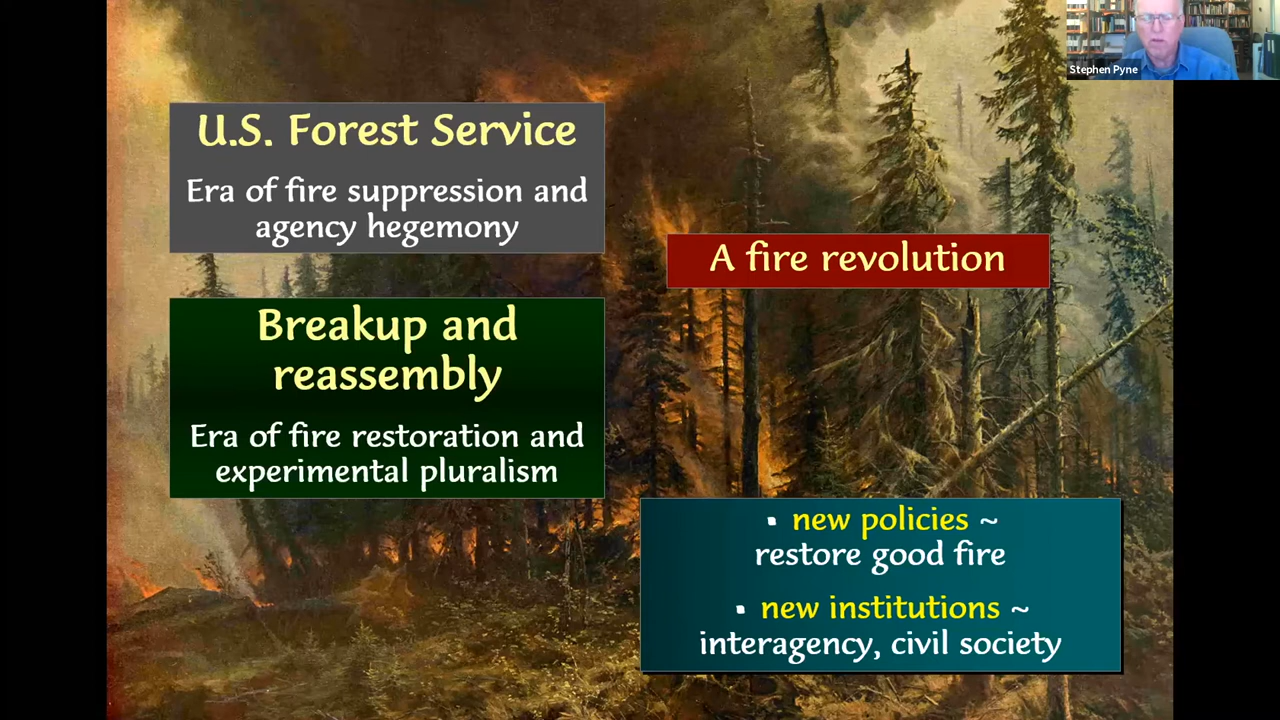 Stephen Pyne
U.S. Forest Service
Era of fire suppression and
agency hegemony
A fire revolution
Breakup and
reassembly
Era of fire restoration and
experimental pluralism
▪ new policies ~
restore good fire
▪ new institutions ~
interagency, civil society